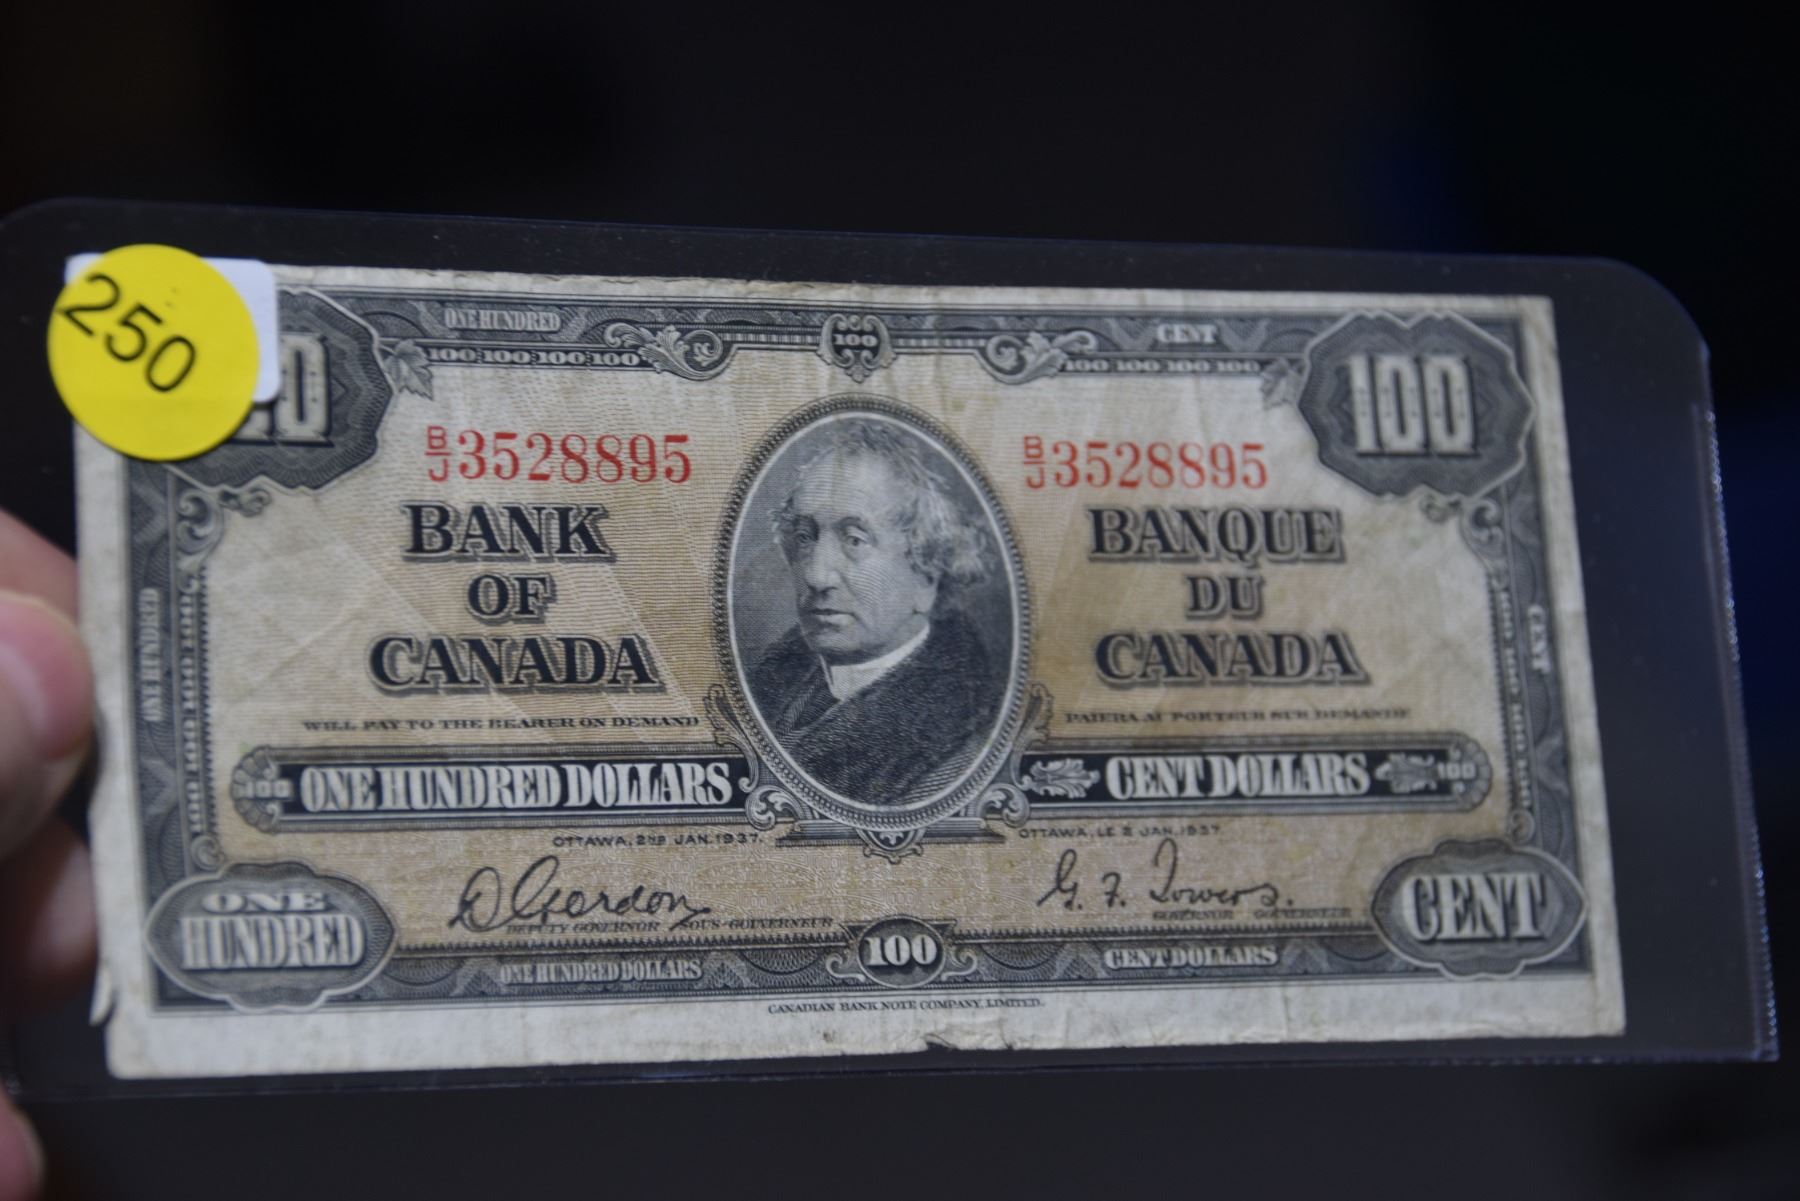 250
ONE HUNDRED
CENT
100 100 100 100
100
100 100 100 100
100
B/J 3528895
B/J 3528895
BANK
OF
CANADA
BANQUE
DU
CANADA
WILL PAY TO THE BEARER ON DEMAND
PAIERA AU PORTEUR SUR DEMANDE
ONE HUNDRED
CENT
100 ONE HUNDRED DOLLARS
CENT DOLLARS 100
OTTAWA, 2ND JAN. 1937.
OTTAWA, LE 2 JAN. 1937.
D Gordon
G. F. Towers.
DEPUTY GOVERNOR SOUS-GOUVERNEUR
GOVERNOR GOUVERNEUR
ONE
HUNDRED
CENT
100
ONE HUNDRED DOLLARS
CENT DOLLARS
CANADIAN BANK NOTE COMPANY, LIMITED.